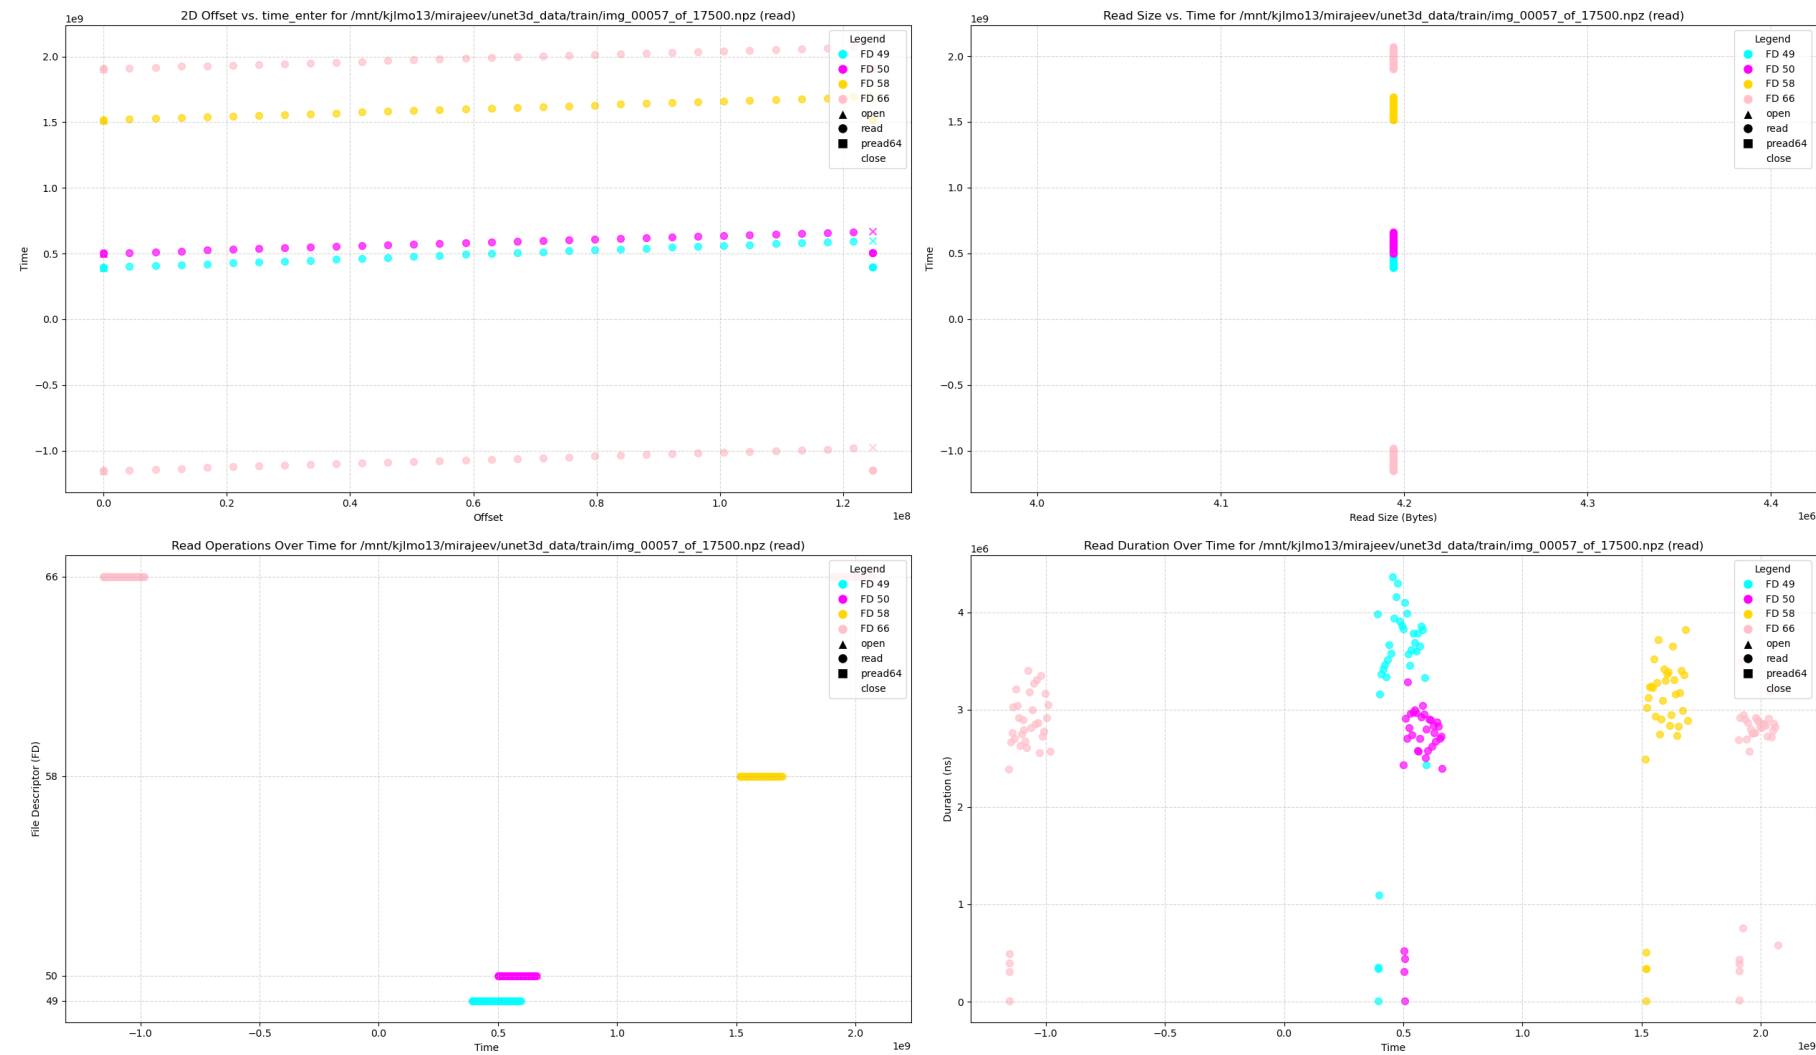 2D Offset vs. time_enter for /mnt/kjlmo13/mirajeev/unet3d_data/train/img_00057_of_17500.npz (read)
1e9
2.0
1.5
1.0
0.5
0.0
−0.5
−1.0
Time
0.0 0.2 0.4 0.6 0.8 1.0 1.2
1e8
Offset
Legend
FD 49
FD 50
FD 58
FD 66
open
read
pread64
close
Read Size vs. Time for /mnt/kjlmo13/mirajeev/unet3d_data/train/img_00057_of_17500.npz (read)
1e9
2.0
1.5
1.0
0.5
0.0
−0.5
−1.0
Time
4.0 4.1 4.2 4.3 4.4
1e6
Read Size (Bytes)
Legend
FD 49
FD 50
FD 58
FD 66
open
read
pread64
close
Read Operations Over Time for /mnt/kjlmo13/mirajeev/unet3d_data/train/img_00057_of_17500.npz (read)
66
58
50
49
File Descriptor (FD)
−1.0 −0.5 0.0 0.5 1.0 1.5 2.0
1e9
Time
Legend
FD 49
FD 50
FD 58
FD 66
open
read
pread64
close
Read Duration Over Time for /mnt/kjlmo13/mirajeev/unet3d_data/train/img_00057_of_17500.npz (read)
1e6
4
3
2
1
0
Duration (ns)
−1.0 −0.5 0.0 0.5 1.0 1.5 2.0
1e9
Time
Legend
FD 49
FD 50
FD 58
FD 66
open
read
pread64
close